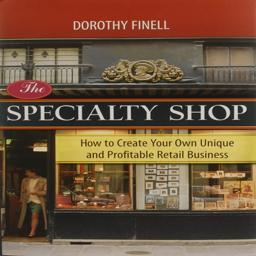 DOROTHY FINELL
The
SPECIALTY SHOP
How to Create Your Own Unique
and Profitable Retail Business